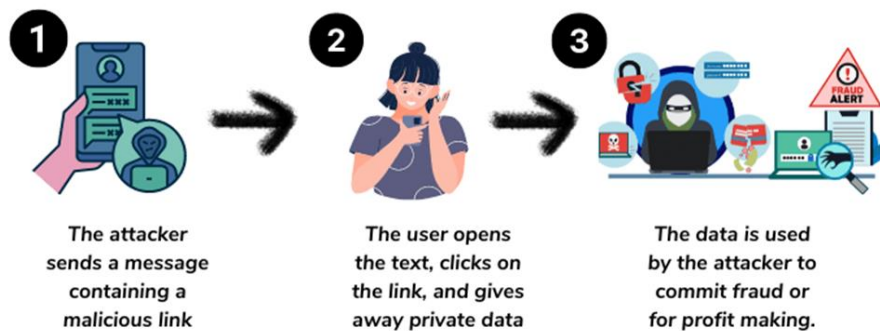 1
The attacker
sends a message
containing a
malicious link
2
The user opens
the text, clicks on
the link, and gives
away private data
3
FRAUD
ALERT
The data is used
by the attacker to
commit fraud or
for profit making.